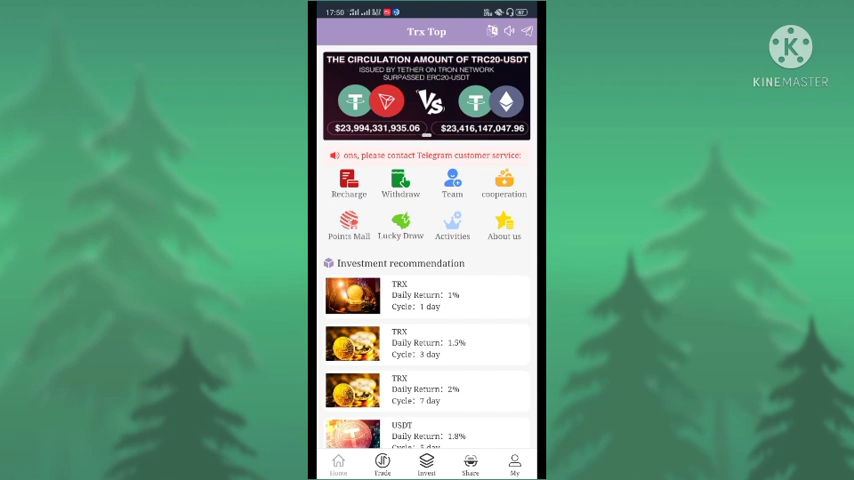 17:50
Trx Top
THE CIRCULATION AMOUNT OF TRC20-USDT
ISSUED BY TETHER ON TRON NETWORK
SURPASSED ERC20-USDT
Vs
$23,994,331,935.06 $23,416,147,047.96
ons, please contact Telegram customer service:
Recharge Withdraw Team cooperation
Points Mall Lucky Draw Activities About us
Investment recommendation
TRX
Daily Return: 1%
Cycle: 1 day
TRX
Daily Return: 1.5%
Cycle: 3 day
TRX
Daily Return: 2%
Cycle: 7 day
USDT
Daily Return: 1.8%
Home Trade Invest Share My
K
KINEMASTER